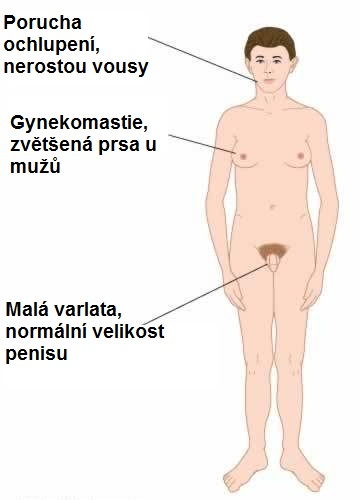 Porucha
ochlupení,
nerostou vousy
Gynekomastie,
zvětšená prsa u
mužů
Malá varlata,
normální velikost
penisu